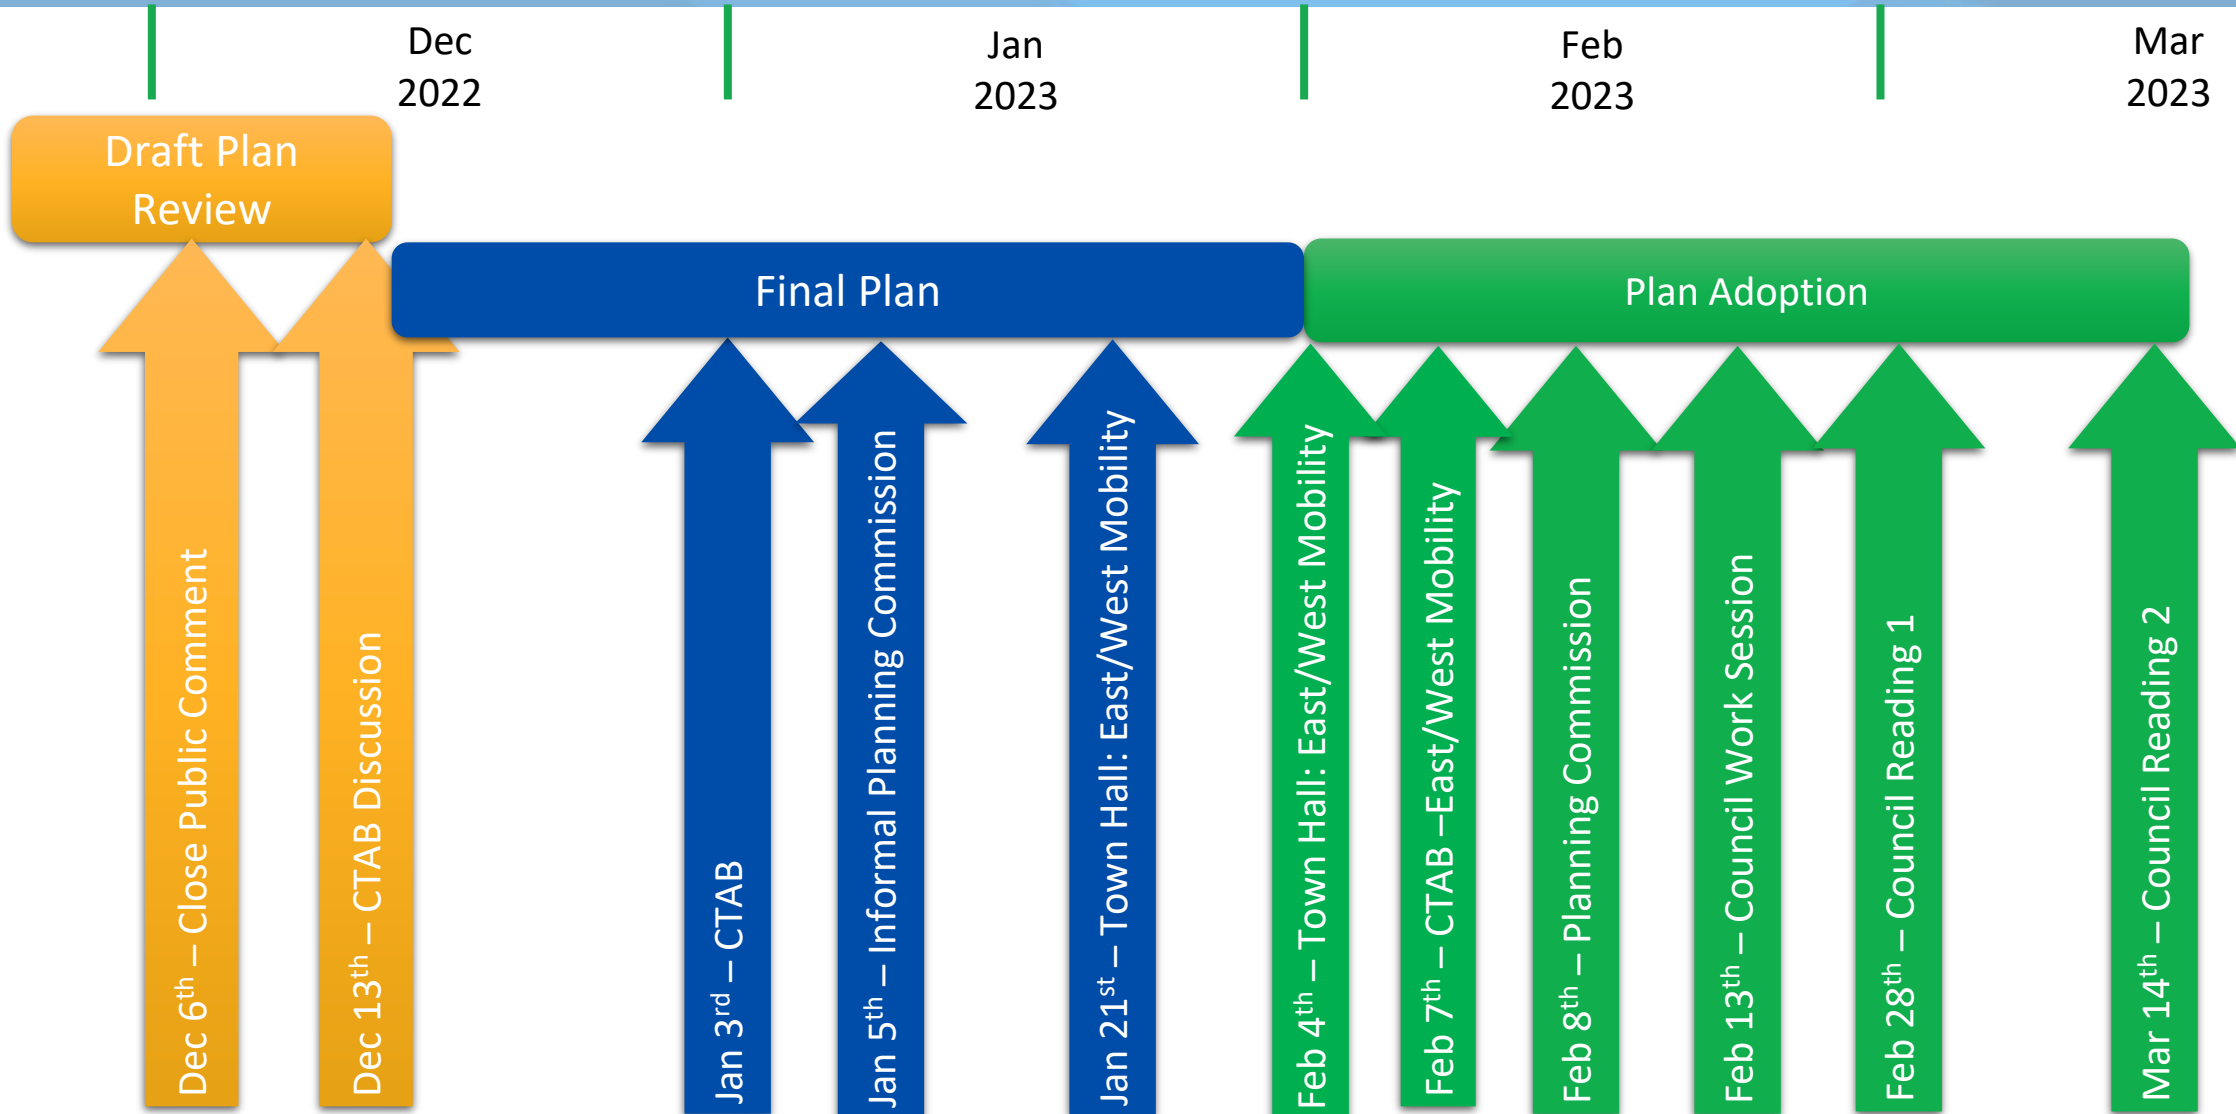 Dec
2022
Jan
2023
Feb
2023
Mar
2023
Draft Plan
Review
Final Plan
Plan Adoption
Dec 6th – Close Public Comment
Dec 13th – CTAB Discussion
Jan 3rd – CTAB
Jan 5th – Informal Planning Commission
Jan 21st – Town Hall: East/West Mobility
Feb 4th – Town Hall: East/West Mobility
Feb 7th – CTAB –East/West Mobility
Feb 8th – Planning Commission
Feb 13th – Council Work Session
Feb 28th – Council Reading 1
Mar 14th – Council Reading 2